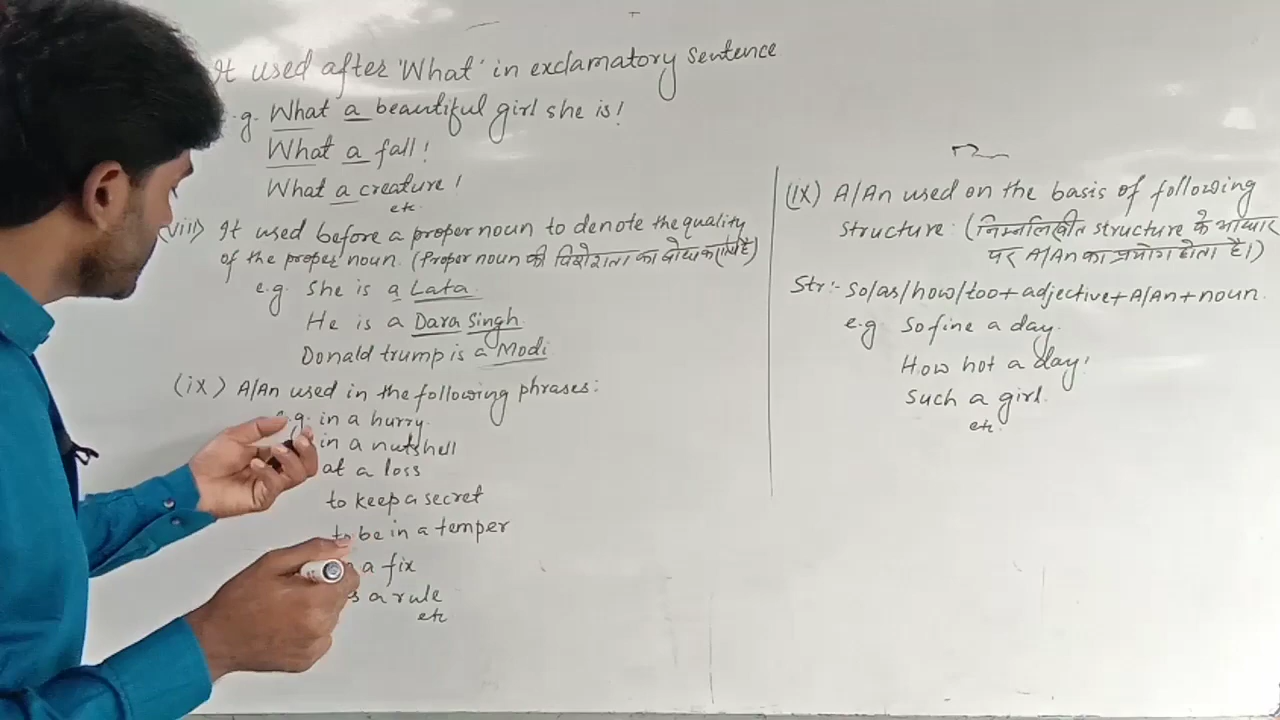 It used after 'What' in exclamatory sentence
e.g. What a beautiful girl she is!
What a fall!
What a creature!
etc.
(viii) It used before a proper noun to denote the quality
of the proper noun. (Proper noun की विशेषता का बोध
e.g. She is a Lata.
He is a Dara Singh.
Donald trump is a Modi
(ix) A/An used in the following phrases:
e.g. in a hurry.
in a nutshell
at a loss
to keep a secret
to be in a temper
a fix
a rule
etc
(ix) A/An used on the basis of following
structure: (निम्नलिखित structure के आधार
पर A/An का प्रयोग होता है।)
Str:- So/as/how/too+adjective+A/An+noun.
e.g So fine a day.
How hot a day!
Such a girl.
etc.